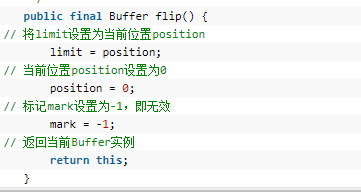 public final Buffer flip() {
// 将limit设置为当前位置position
limit = position;
// 当前位置position设置为0
position = 0;
// 标记mark设置为-1，即无效
mark = -1;
// 返回当前Buffer实例
return this;
}